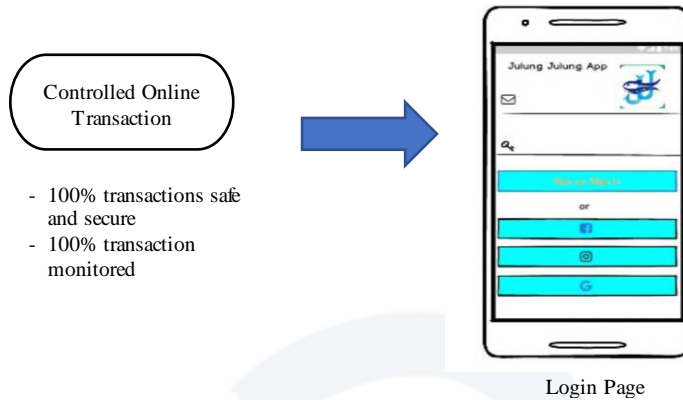 Controlled Online
Transaction
- 100% transactions safe
and secure
- 100% transaction
monitored
Julung Julung App
or
Login Page